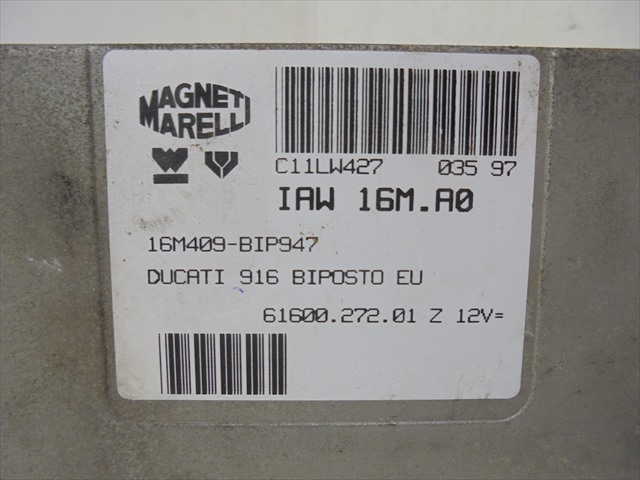 MAGNETI
MARELLI
C11LW427 035 97
IAW 16M.A0
16M409-BIP947
DUCATI 916 BIPOSTO EU
61600.272.01 Z 12V=